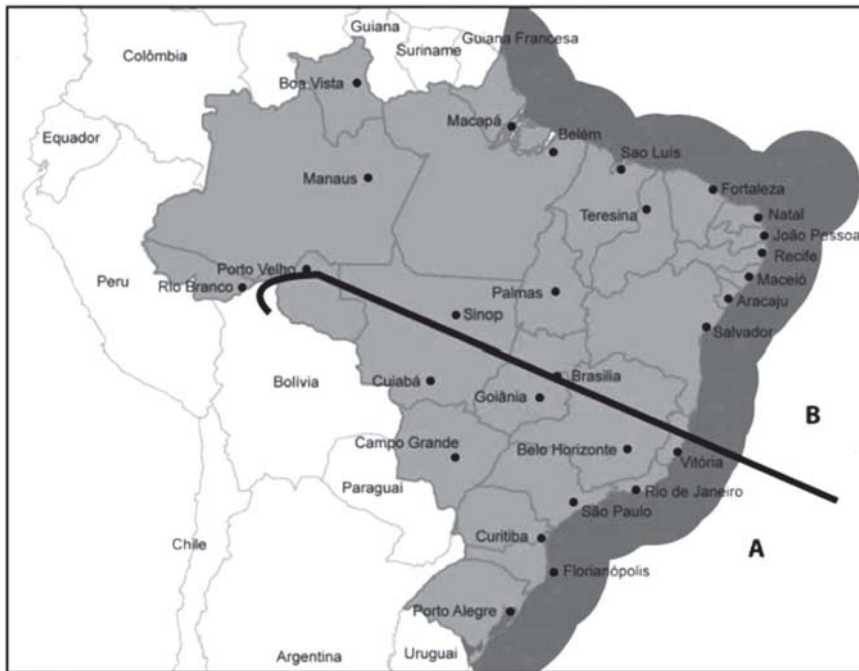 Guiana
Suriname
Guiana Francesa
Colômbia
Boa Vista
Equador
Macapá
Belém
Sao Luís
Manaus
Fortaleza
Teresina
Natal
João Pessoa
Porto Velho
Recife
Peru
Rio Branco
Palmas
Maceió
Aracaju
Sinop
Salvador
Bolívia
Cuiabá
Brasilia
Goiânia
B
Campo Grande
Belo Horizonte
Vitória
Paraguai
Rio de Janeiro
São Paulo
Chile
Curitiba
A
Florianópolis
Porto Alegre
Argentina
Uruguai